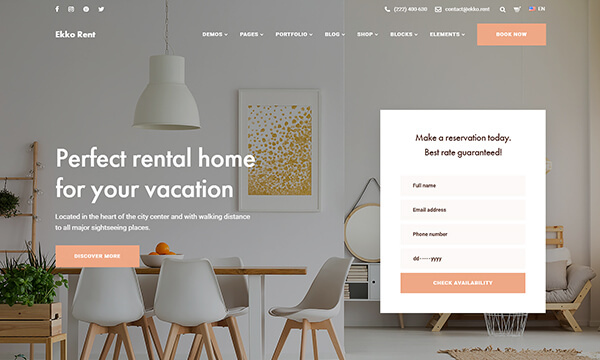 (222) 400-600 contact@ekko.rent EN
Ekko Rent DEMOS PAGES PORTFOLIO BLOG SHOP BLOCKS ELEMENTS BOOK NOW
Perfect rental home
for your vacation
Located in the heart of the city center and with walking distance
to all major sightseeing places.
DISCOVER MORE
Make a reservation today.
Best rate guaranteed!
Full name
Email address
Phone number
dd------yyyy
CHECK AVAILABILITY